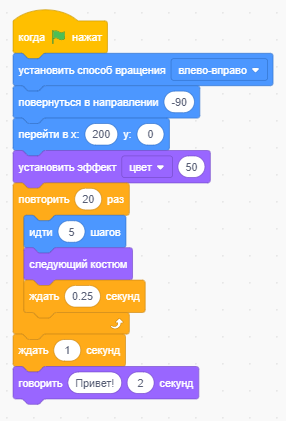 когда нажат
установить способ вращения влево-вправо
повернуться в направлении -90
перейти в x: 200 y: 0
установить эффект цвет 50
повторить 20 раз
идти 5 шагов
следующий костюм
ждать 0.25 секунд
ждать 1 секунд
говорить Привет! 2 секунд